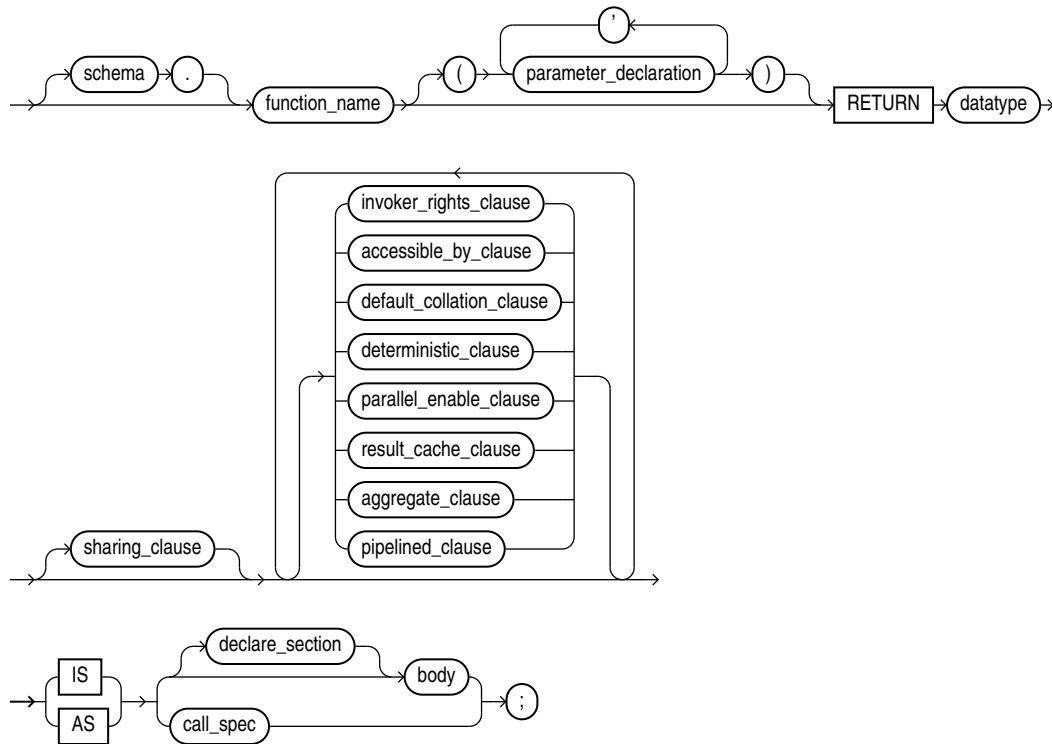 ,
schema . ( parameter_declaration )
function_name RETURN datatype
invoker_rights_clause
accessible_by_clause
default_collation_clause
deterministic_clause
parallel_enable_clause
result_cache_clause
aggregate_clause
sharing_clause pipelined_clause
declare_section
IS body
AS call_spec ;